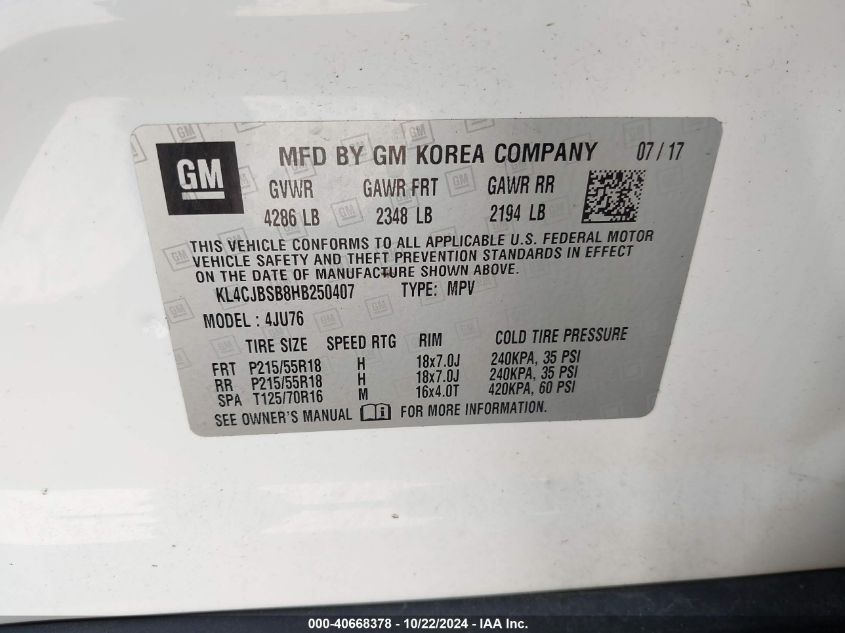 GM MFD BY GM KOREA COMPANY 07 / 17
GVWR GAWR FRT GAWR RR
4286 LB 2348 LB 2194 LB
THIS VEHICLE CONFORMS TO ALL APPLICABLE U.S. FEDERAL MOTOR
VEHICLE SAFETY AND THEFT PREVENTION STANDARDS IN EFFECT
ON THE DATE OF MANUFACTURE SHOWN ABOVE.
KL4CJBSB8HB250407 TYPE: MPV
MODEL : 4JU76
TIRE SIZE SPEED RTG RIM COLD TIRE PRESSURE
FRT P215/55R18 H 18x7.0J 240KPA, 35 PSI
RR P215/55R18 H 18x7.0J 240KPA, 35 PSI
SPA T125/70R16 M 16x4.0T 420KPA, 60 PSI
SEE OWNER'S MANUAL FOR MORE INFORMATION.
000-40668378 - 10/22/2024 - IAA Inc.